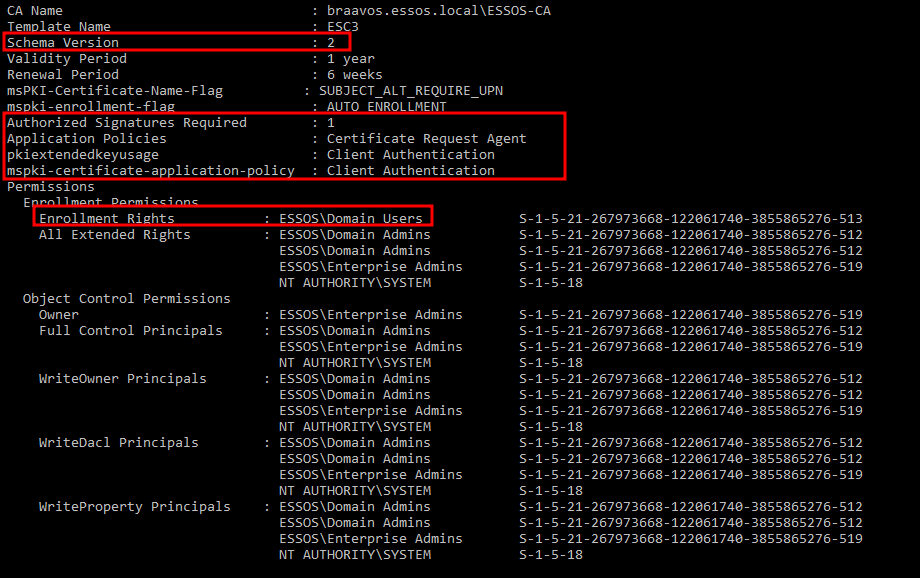 CA Name : braavos.essos.local\ESSOS-CA
Template Name : ESC3
Schema Version : 2
Validity Period : 1 year
Renewal Period : 6 weeks
msPKI-Certificate-Name-Flag : SUBJECT_ALT_REQUIRE_UPN
mspki-enrollment-flag : AUTO_ENROLLMENT
Authorized Signatures Required : 1
Application Policies : Certificate Request Agent
pkiextendedkeyusage : Client Authentication
mspki-certificate-application-policy : Client Authentication
Permissions
Enrollment Permissions
Enrollment Rights : ESSOS\Domain Users S-1-5-21-267973668-122061740-3855865276-513
All Extended Rights : ESSOS\Domain Admins S-1-5-21-267973668-122061740-3855865276-512
ESSOS\Domain Admins S-1-5-21-267973668-122061740-3855865276-512
ESSOS\Enterprise Admins S-1-5-21-267973668-122061740-3855865276-519
NT AUTHORITY\SYSTEM S-1-5-18
Object Control Permissions
Owner : ESSOS\Enterprise Admins S-1-5-21-267973668-122061740-3855865276-519
Full Control Principals : ESSOS\Domain Admins S-1-5-21-267973668-122061740-3855865276-512
ESSOS\Enterprise Admins S-1-5-21-267973668-122061740-3855865276-519
NT AUTHORITY\SYSTEM S-1-5-18
WriteOwner Principals : ESSOS\Domain Admins S-1-5-21-267973668-122061740-3855865276-512
ESSOS\Domain Admins S-1-5-21-267973668-122061740-3855865276-512
ESSOS\Enterprise Admins S-1-5-21-267973668-122061740-3855865276-519
NT AUTHORITY\SYSTEM S-1-5-18
WriteDacl Principals : ESSOS\Domain Admins S-1-5-21-267973668-122061740-3855865276-512
ESSOS\Domain Admins S-1-5-21-267973668-122061740-3855865276-512
ESSOS\Enterprise Admins S-1-5-21-267973668-122061740-3855865276-519
NT AUTHORITY\SYSTEM S-1-5-18
WriteProperty Principals : ESSOS\Domain Admins S-1-5-21-267973668-122061740-3855865276-512
ESSOS\Domain Admins S-1-5-21-267973668-122061740-3855865276-512
ESSOS\Enterprise Admins S-1-5-21-267973668-122061740-3855865276-519
NT AUTHORITY\SYSTEM S-1-5-18